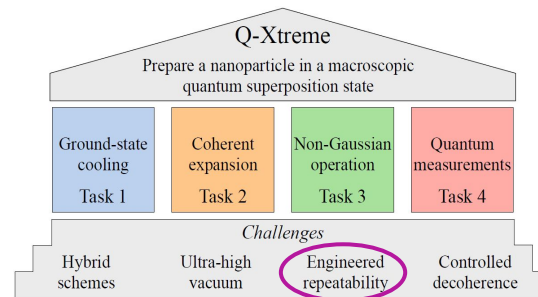 Q-Xtreme
Prepare a nanoparticle in a macroscopic
quantum superposition state
Ground-state
cooling
Task 1
Coherent
expansion
Task 2
Non-Gaussian
operation
Task 3
Quantum
measurements
Task 4
Challenges
Hybrid
schemes
Ultra-high
vacuum
Engineered
repeatability
Controlled
decoherence